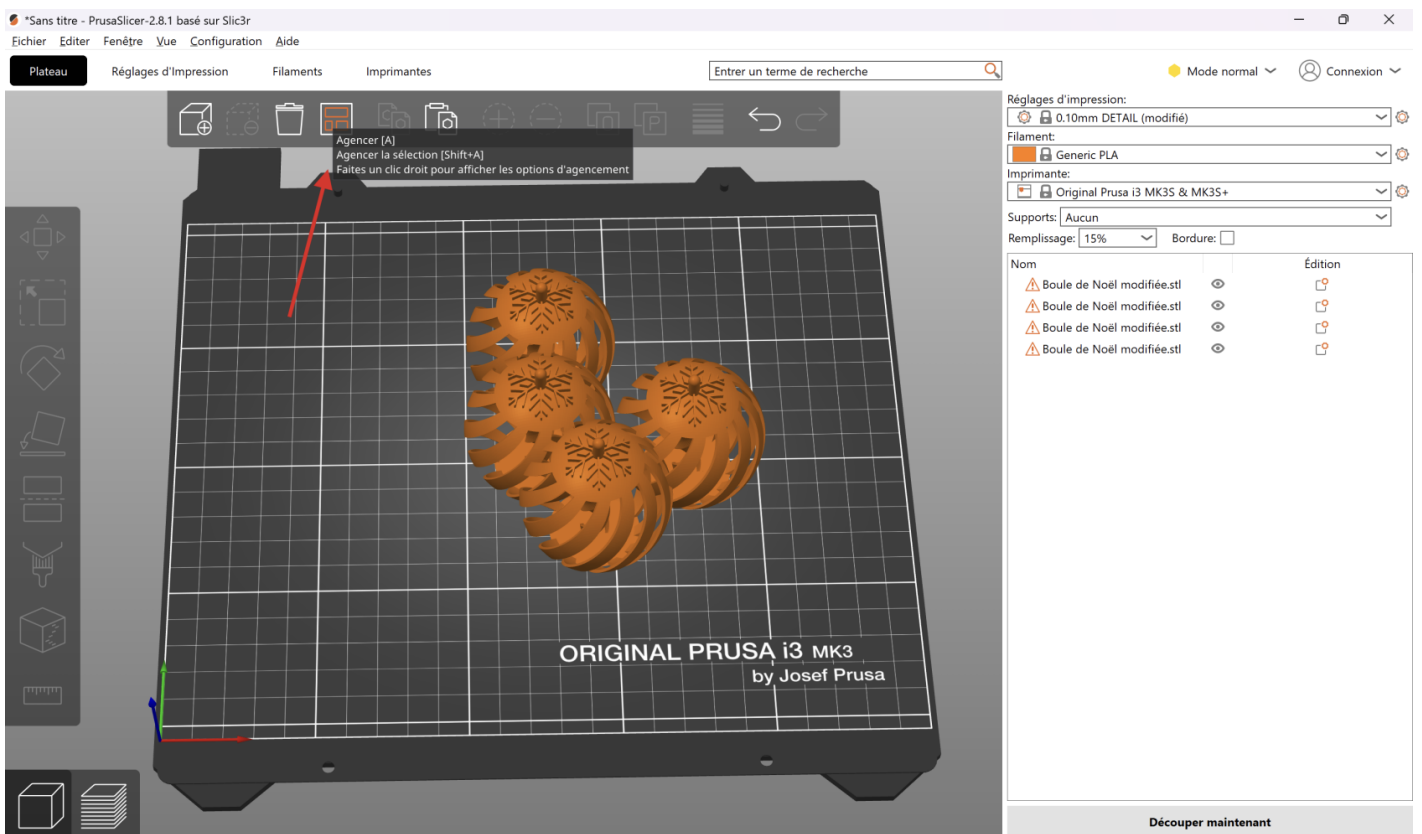 *Sans titre - PrusaSlicer-2.8.1 basé sur Slic3r
Fichier Editer Fenêtre Vue Configuration Aide
Plateau Réglages d'Impression Filaments Imprimantes Entrer un terme de recherche Mode normal Connexion
Réglages d'impression:
0.10mm DETAIL (modifié)
Filament:
Generic PLA
Imprimante:
Original Prusa i3 MK3S & MK3S+
Supports: Aucun
Remplissage: 15% Bordure:
Nom Édition
Boule de Noël modifiée.stl
Boule de Noël modifiée.stl
Boule de Noël modifiée.stl
Boule de Noël modifiée.stl
Agencer [A]
Agencer la sélection [Shift+A]
Faites un clic droit pour afficher les options d'agencement
ORIGINAL PRUSA i3 MK3
by Josef Prusa
Découper maintenant